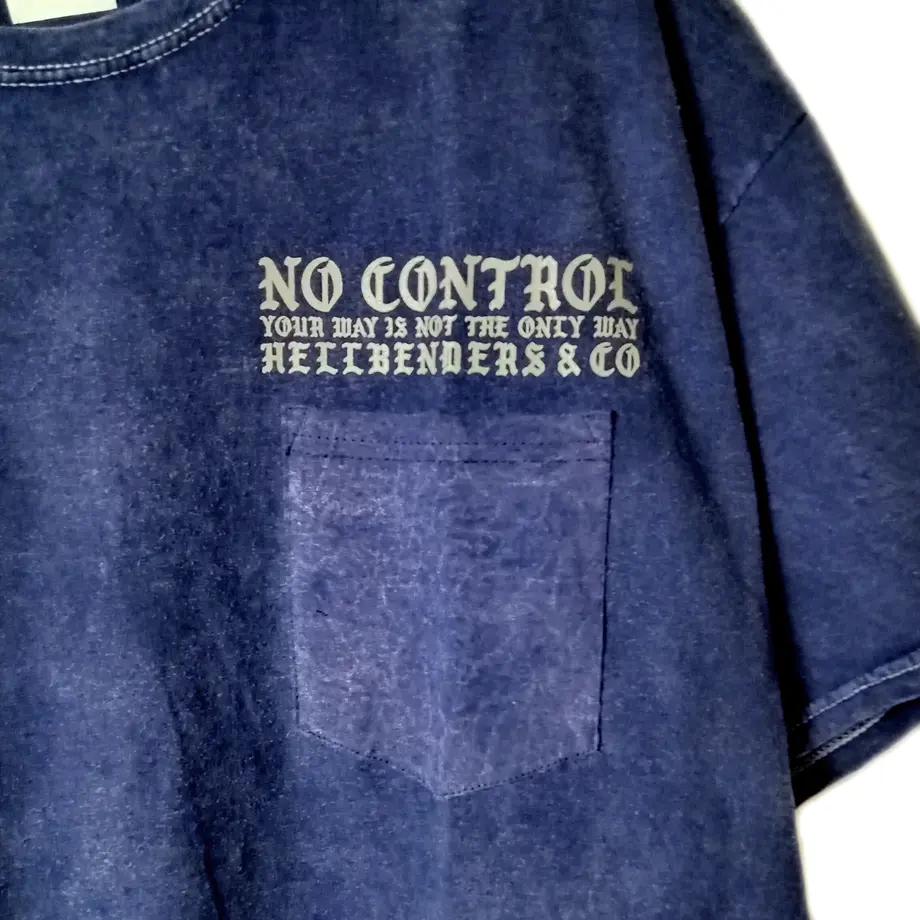 NO CONTROL
YOUR WAY IS NOT THE ONLY WAY
HELLBENDERS & CO